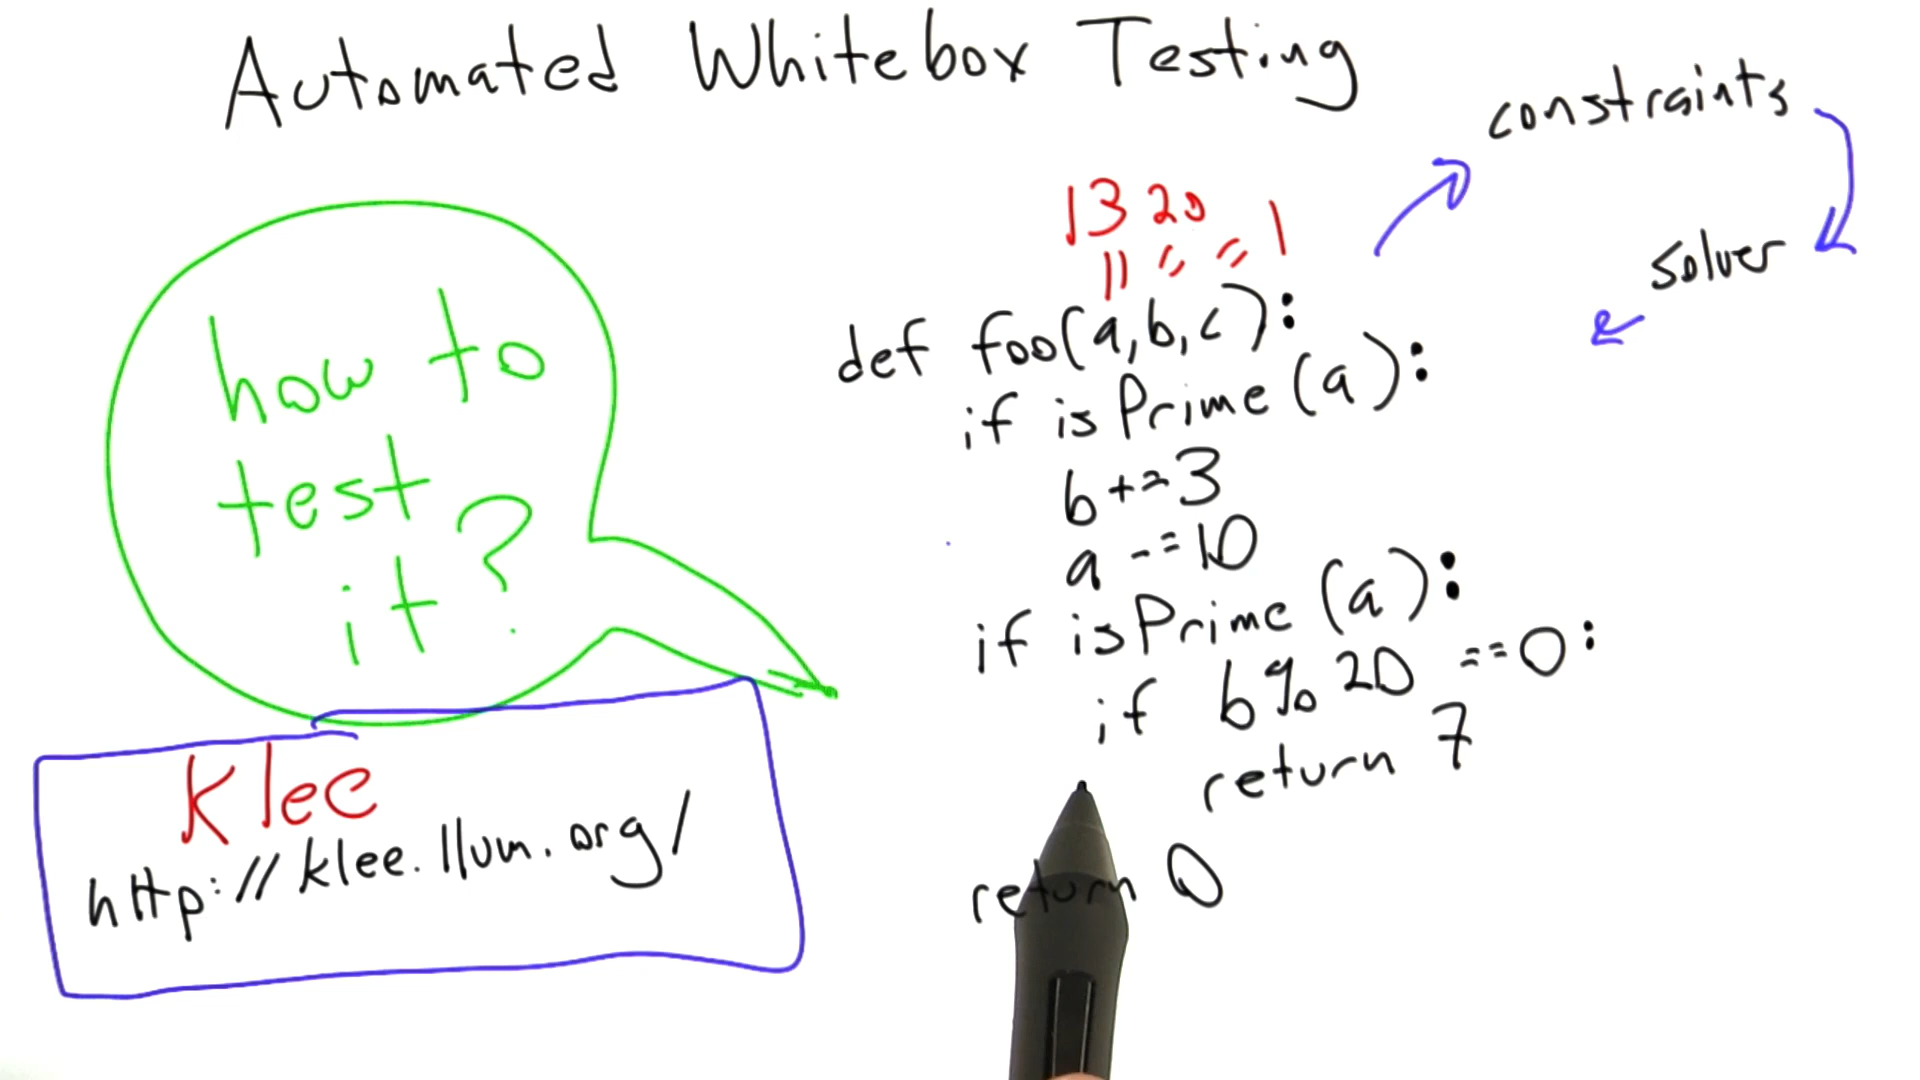 Automated Whitebox Testing
constraints
solver
how to
test
it?
13 20
" = = 1
def foo(a,b,c):
if isPrime(a):
b+=3
a-=10
if isPrime(a):
if b%20==0:
return 7
return 0
klee
http://klee.llvm.org/